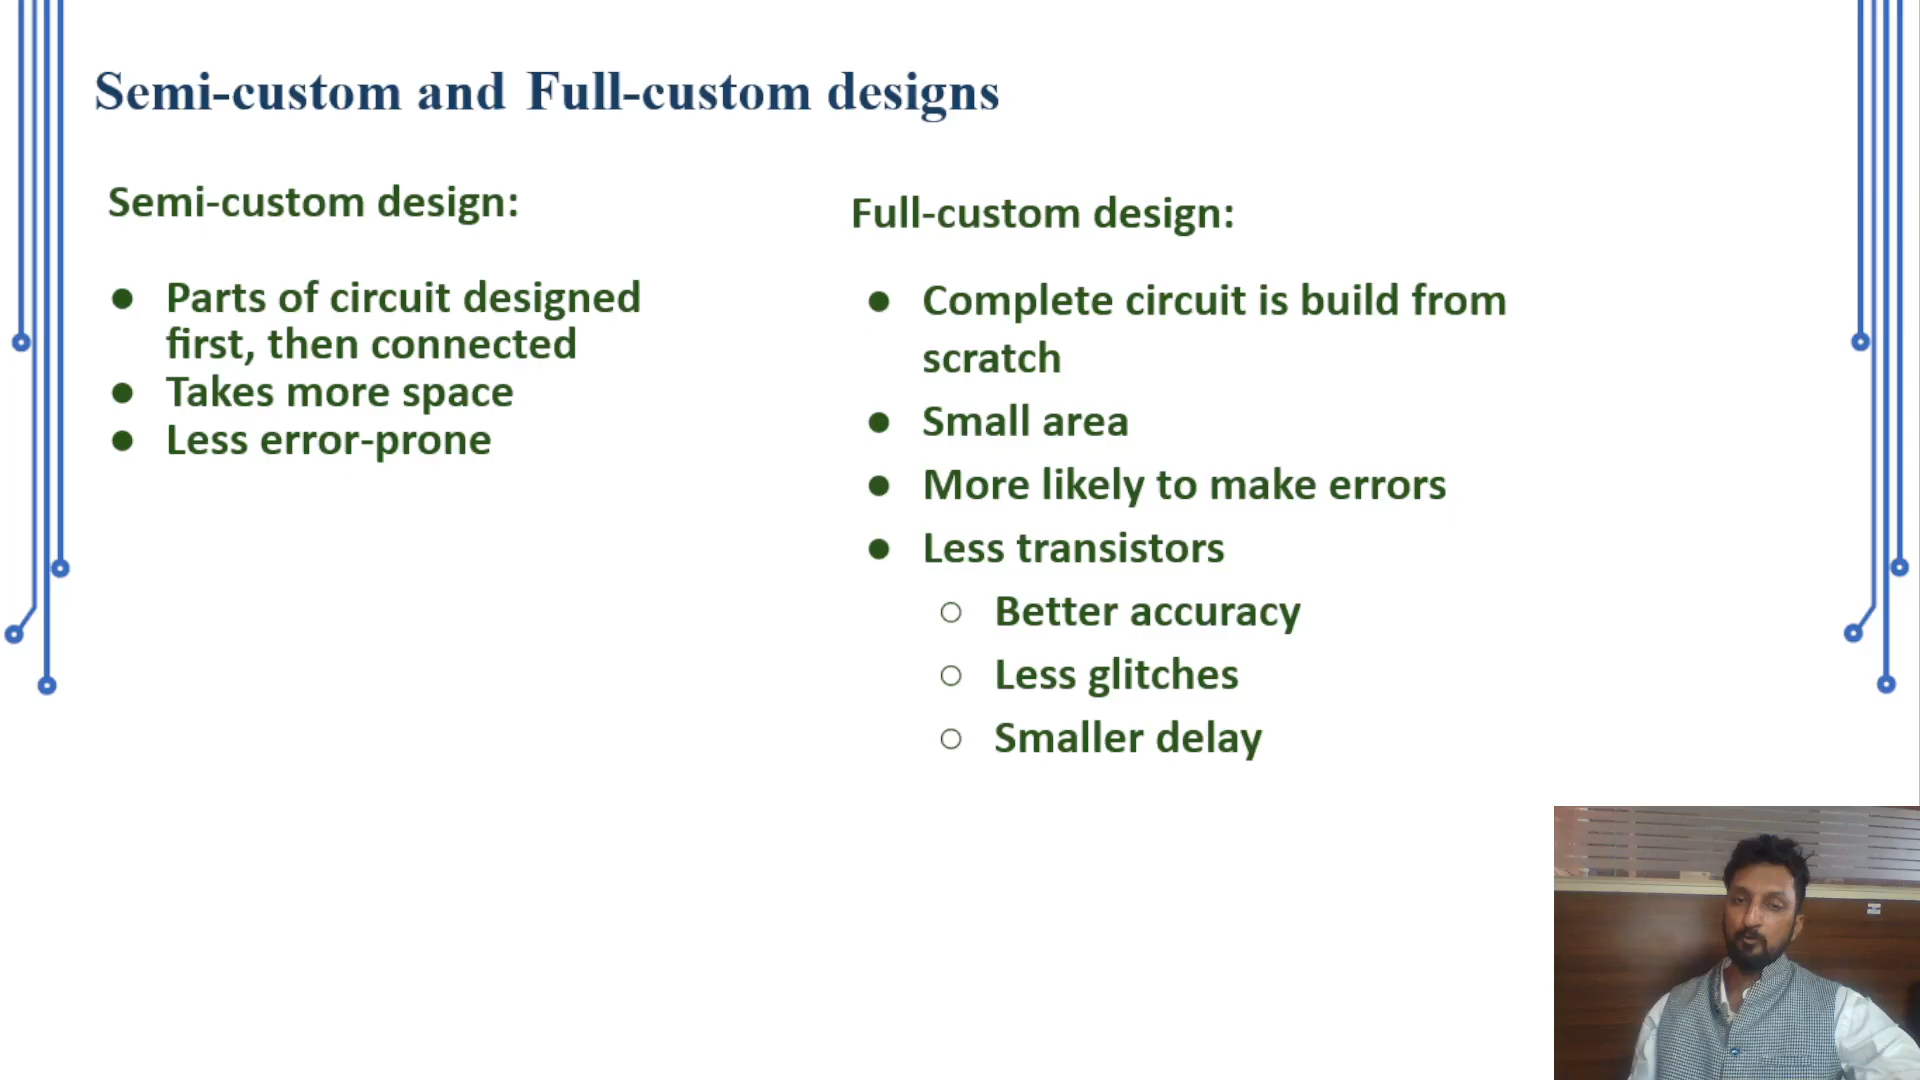 Semi-custom and Full-custom designs
Semi-custom design:
● Parts of circuit designed
first, then connected
● Takes more space
● Less error-prone
Full-custom design:
● Complete circuit is build from
scratch
● Small area
● More likely to make errors
● Less transistors
○ Better accuracy
○ Less glitches
○ Smaller delay